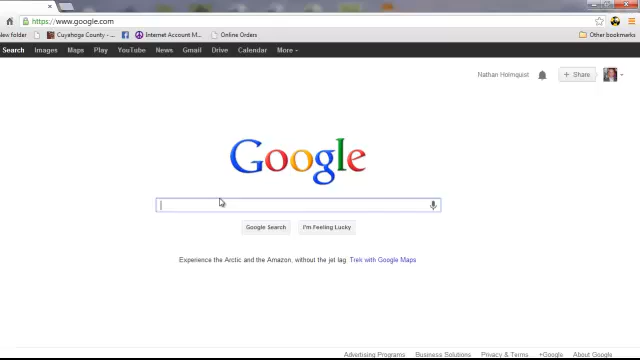 https://www.google.com
New folder Cuyahoga County - Internet Account M... Online Orders Other bookmarks
Search Images Maps Play YouTube News Gmail Drive Calendar More
Nathan Holmquist + Share
Google
Google Search I'm Feeling Lucky
Experience the Arctic and the Amazon, without the jet lag. Trek with Google Maps
Advertising Programs Business Solutions Privacy & Terms +Google About Google